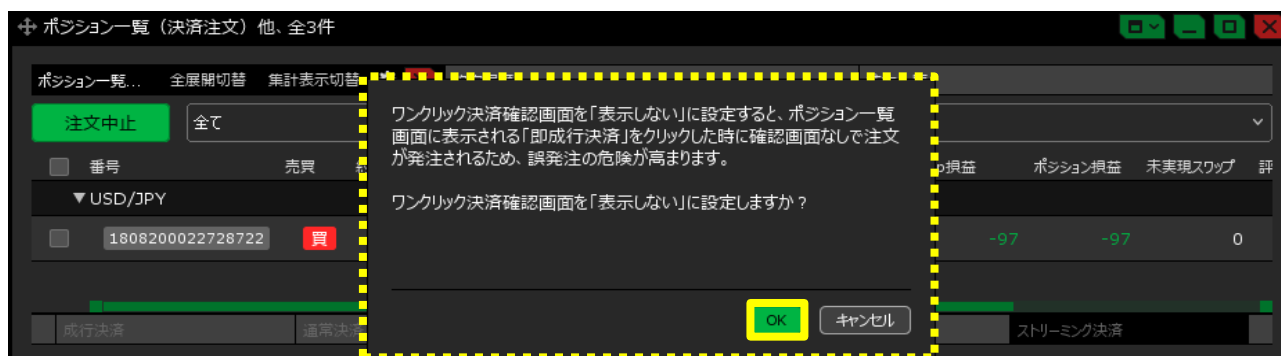 ポジション一覧（決済注文）他、全3件
ポジション一覧... 全展開切替 集計表示切替
注文中止 全て
番号 売買 損益 ポジション損益 未実現スワップ 評
▼USD/JPY
1808200022728722 買 -97 -97 0
成行決済 通常決済 ストリーミング決済
ワンクリック決済確認画面を「表示しない」に設定すると、ポジション一覧
画面に表示される「即成行決済」をクリックした時に確認画面なしで注文
が発注されるため、誤発注の危険が高まります。
ワンクリック決済確認画面を「表示しない」に設定しますか？
OK キャンセル